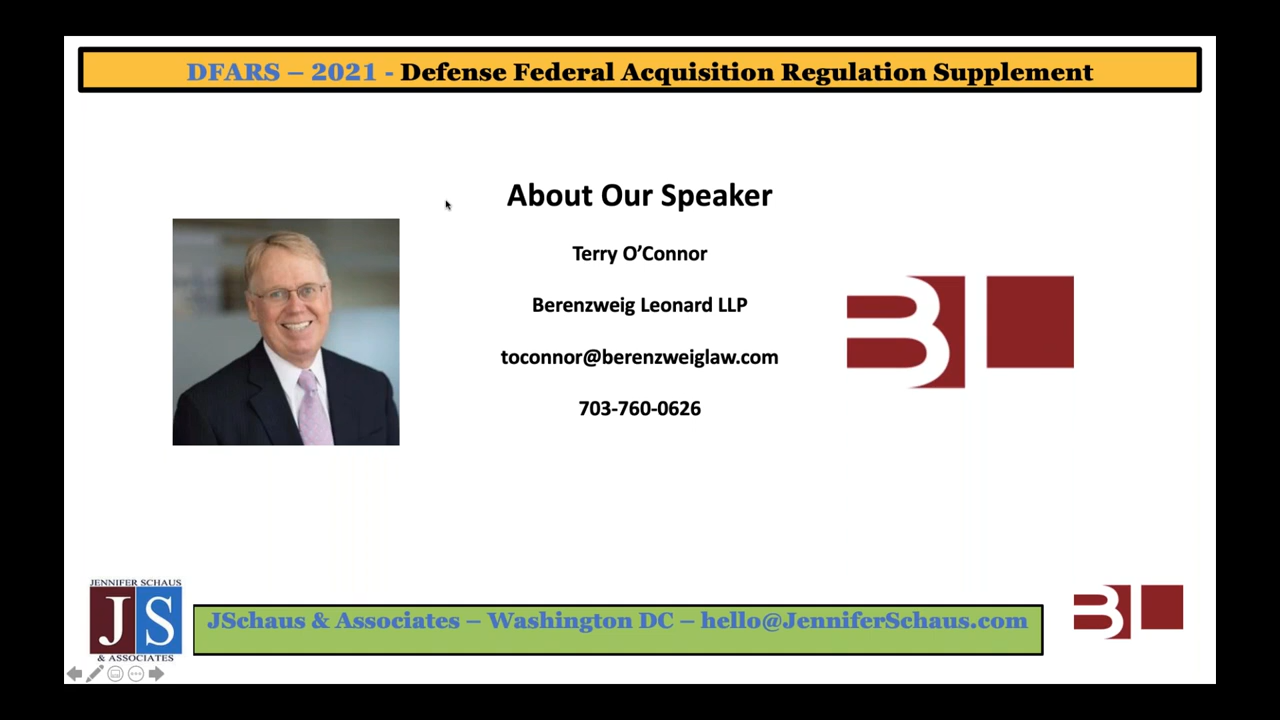 DFARS – 2021 - Defense Federal Acquisition Regulation Supplement
About Our Speaker
Terry O’Connor
Berenzweig Leonard LLP
toconnor@berenzweiglaw.com
703-760-0626
B
JENNIFER SCHAUS
JS
& ASSOCIATES
JSchaus & Associates – Washington DC – hello@JenniferSchaus.com
B